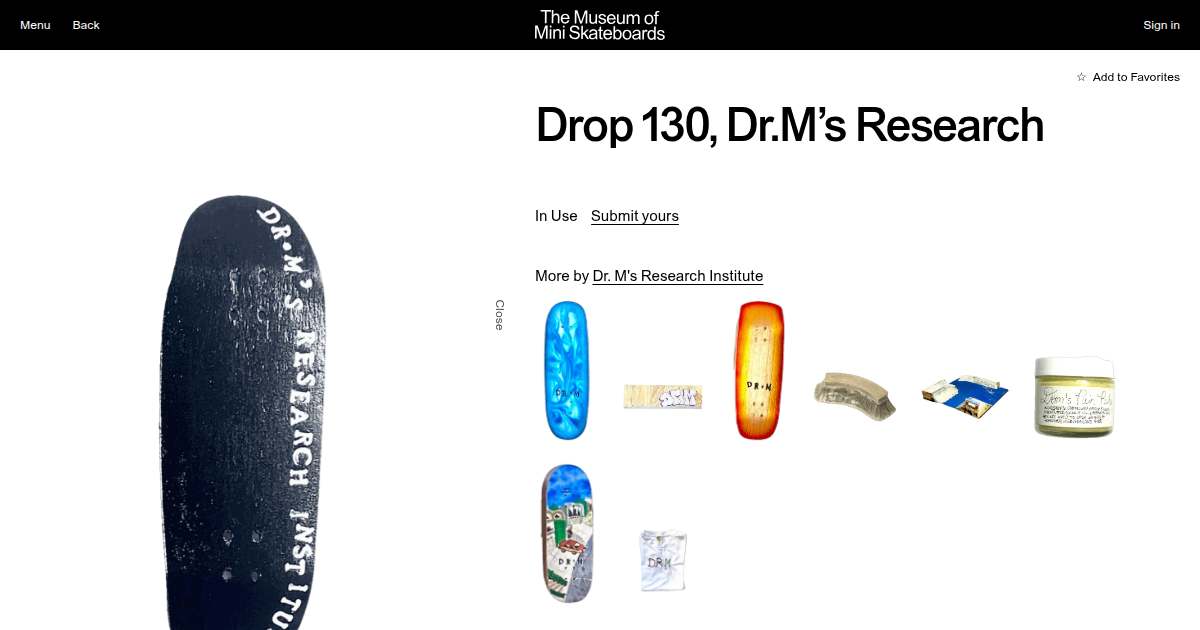 Menu
Back
The Museum of
Mini Skateboards
Sign in
☆ Add to Favorites
Drop 130, Dr.M’s Research
DR•M'S RESEARCH INSTITU
In Use
Submit yours
More by Dr. M's Research Institute
Close
DR•M
DR•M
DR•M
DRM